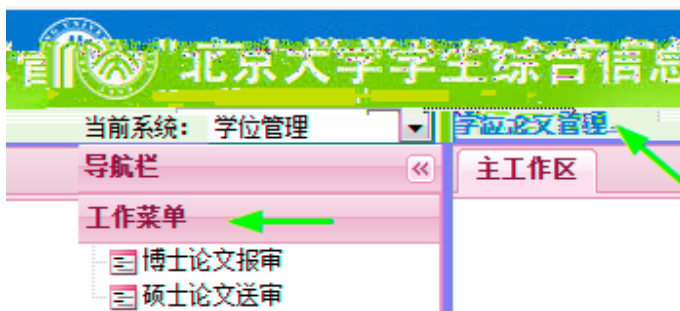 北京大学学生综合信息
当前系统： 学位管理 学位论文管理
导航栏 主工作区
工作菜单
博士论文报审
硕士论文送审